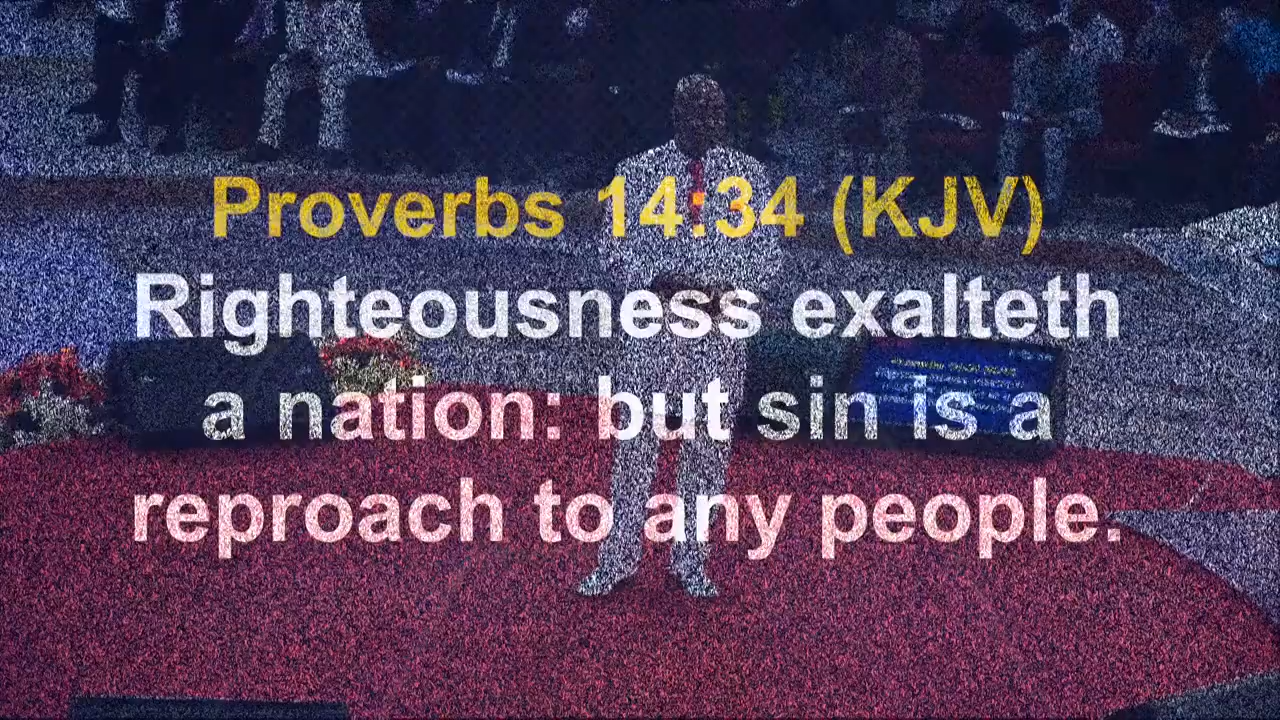 Proverbs 14:34 (KJV)
Righteousness exalteth
a nation: but sin is a
reproach to any people.